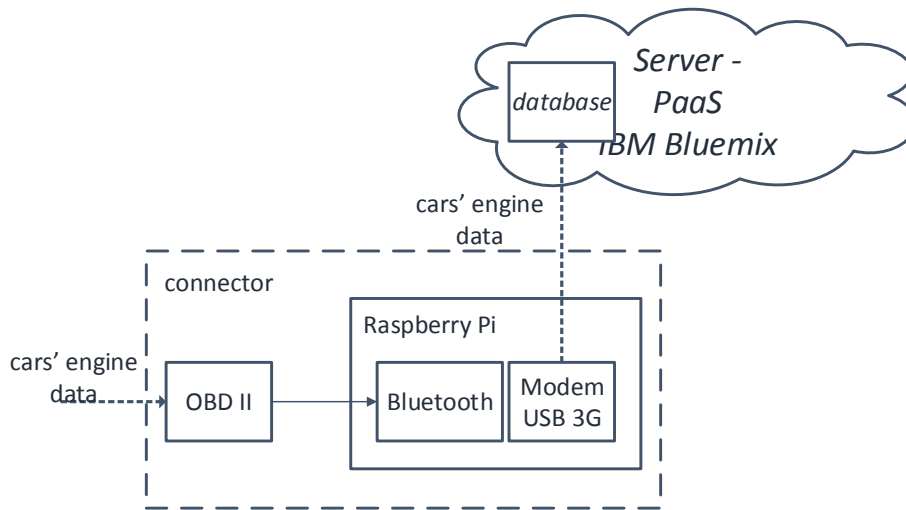 Server -
PaaS
IBM Bluemix
database
cars' engine
data
connector
Raspberry Pi
cars' engine
data
OBD II
Bluetooth
Modem
USB 3G